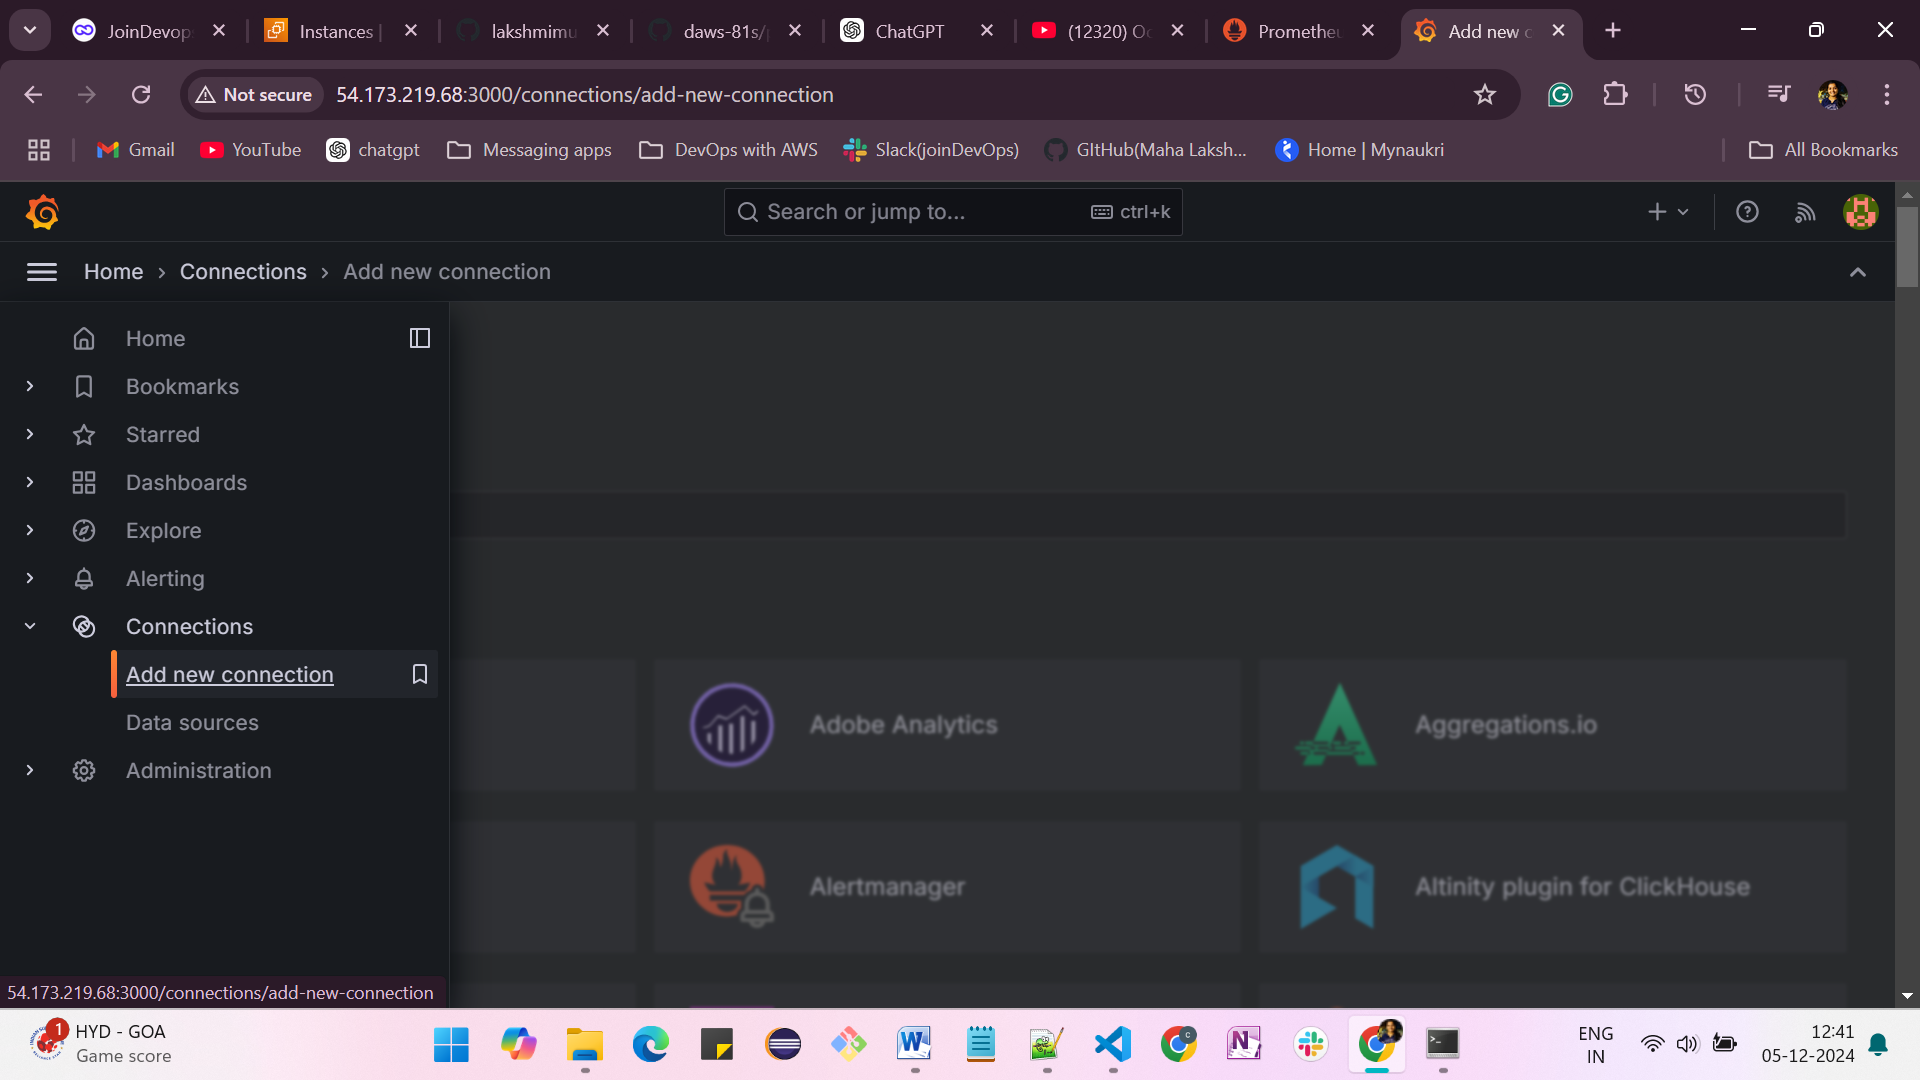 JoinDevop
Instances |
lakshmimu
daws-81s/p
ChatGPT
(12320) Oc
Prometheu
Add new c
Not secure
54.173.219.68:3000/connections/add-new-connection
Gmail
YouTube
chatgpt
Messaging apps
DevOps with AWS
Slack(joinDevOps)
GItHub(Maha Laksh...
Home | Mynaukri
All Bookmarks
Search or jump to...
ctrl+k
Home › Connections › Add new connection
Home
Bookmarks
Starred
Dashboards
Explore
Alerting
Connections
Add new connection
Data sources
Administration
Adobe Analytics
Aggregations.io
Alertmanager
Altinity plugin for ClickHouse
54.173.219.68:3000/connections/add-new-connection
1
HYD - GOA
Game score
ENG
IN
12:41
05-12-2024